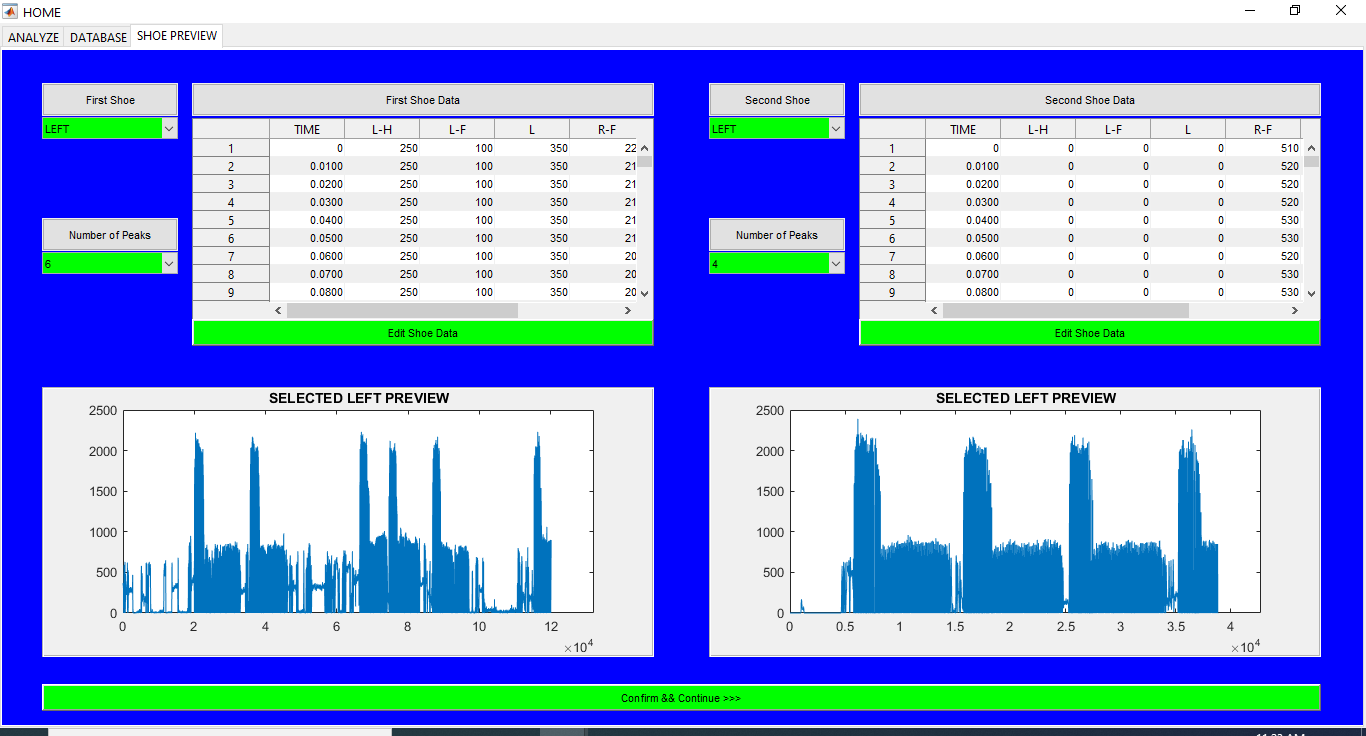 HOME
ANALYZE DATABASE SHOE PREVIEW
First Shoe
LEFT
Number of Peaks
6
First Shoe Data
TIME L-H L-F L R-F
1 0 250 100 350 22
2 0.0100 250 100 350 21
3 0.0200 250 100 350 21
4 0.0300 250 100 350 21
5 0.0400 250 100 350 21
6 0.0500 250 100 350 21
7 0.0600 250 100 350 20
8 0.0700 250 100 350 20
9 0.0800 250 100 350 20
Edit Shoe Data
Second Shoe
LEFT
Number of Peaks
4
Second Shoe Data
TIME L-H L-F L R-F
1 0 0 0 0 510
2 0.0100 0 0 0 520
3 0.0200 0 0 0 520
4 0.0300 0 0 0 520
5 0.0400 0 0 0 530
6 0.0500 0 0 0 530
7 0.0600 0 0 0 520
8 0.0700 0 0 0 530
9 0.0800 0 0 0 530
Edit Shoe Data
SELECTED LEFT PREVIEW
2500
2000
1500
1000
500
0
0 2 4 6 8 10 12
×10⁴
SELECTED LEFT PREVIEW
2500
2000
1500
1000
500
0
0 0.5 1 1.5 2 2.5 3 3.5 4
×10⁴
Confirm && Continue >>>